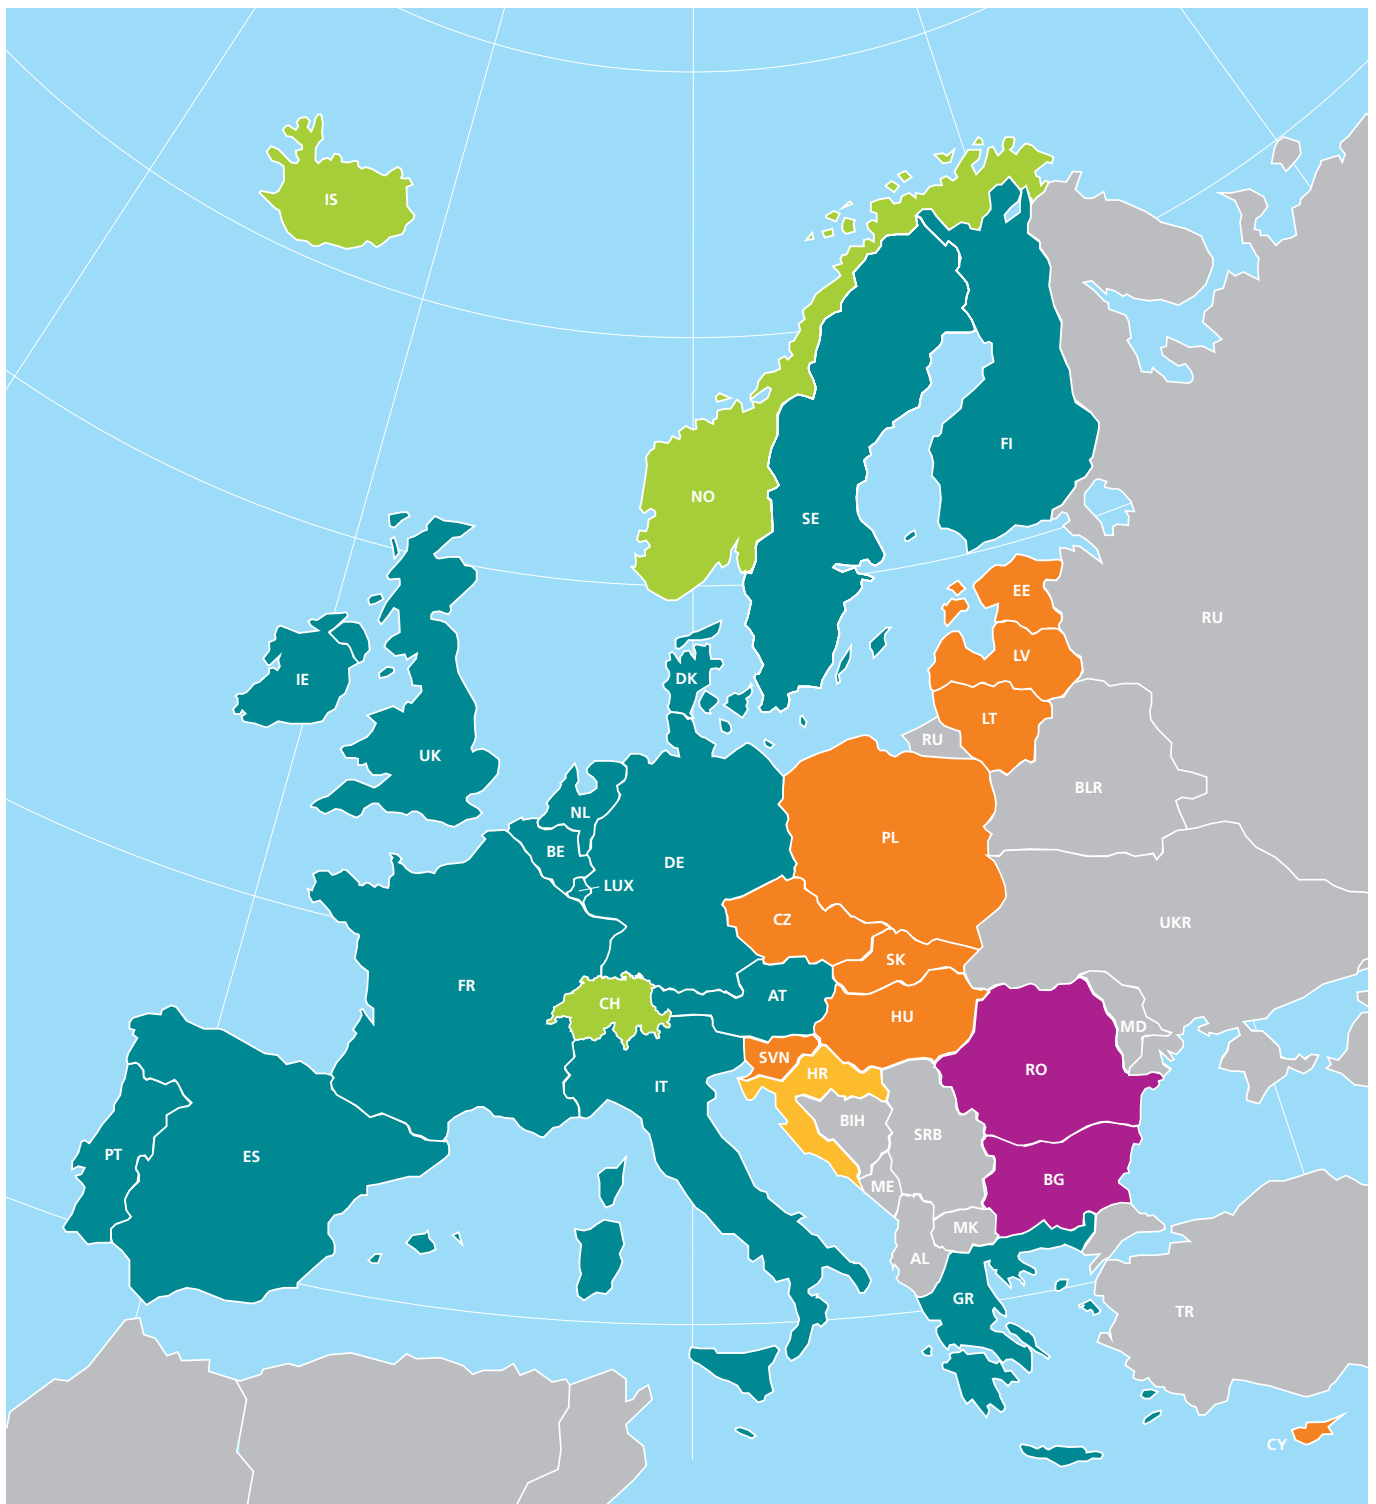 IS
NO
SE
FI
EE
RU
LV
IE
DK
LT
RU
UK
BLR
NL
PL
BE
DE
LUX
CZ
UKR
SK
FR
AT
CH
HU
MD
SVN
RO
HR
IT
BIH
SRB
PT
ES
BG
ME
MK
AL
GR
TR
CY